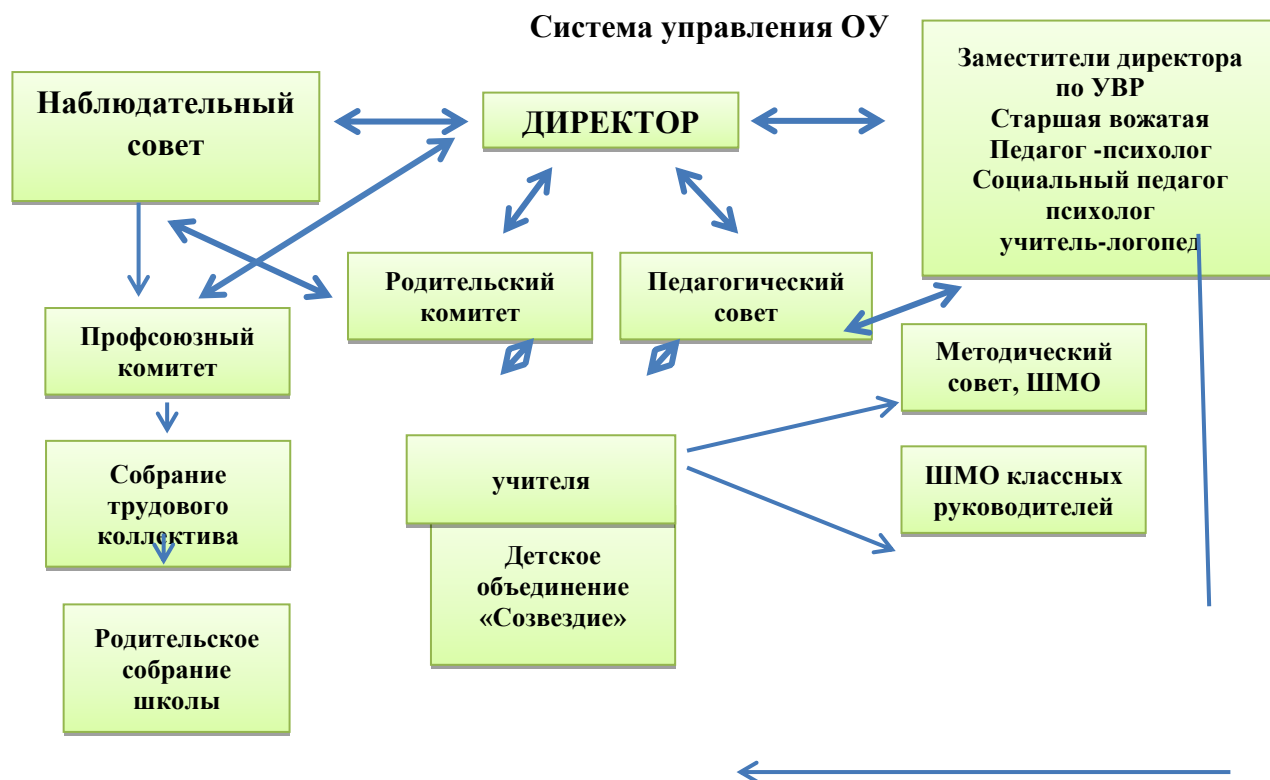 Система управления ОУ
Наблюдательный
совет
ДИРЕКТОР
Заместители директора
по УВР
Старшая вожатая
Педагог -психолог
Социальный педагог
психолог
учитель-логопед
Родительский
комитет
Педагогический
совет
Профсоюзный
комитет
Методический
совет, ШМО
Собрание
трудового
коллектива
учителя
ШМО классных
руководителей
Детское
объединение
«Созвездие»
Родительское
собрание
школы